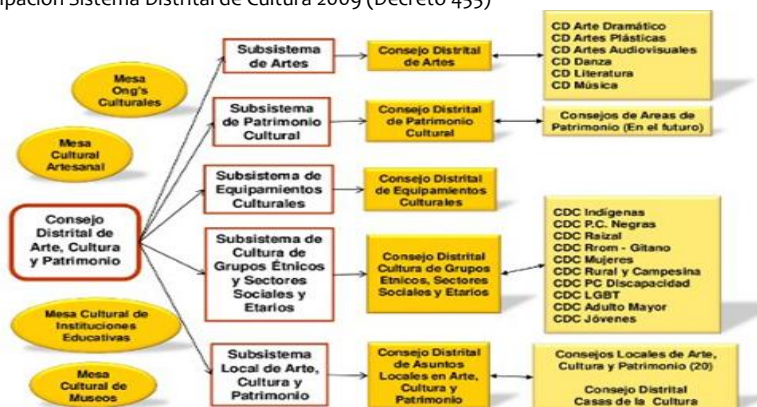 Sistema Distrital de Cultura 2009 (Decreto 455)
Mesa
Ong's
Culturales
Mesa
Cultural
Artesanal
Consejo
Distrital de
Arte, Cultura
y Patrimonio
Mesa Cultural de
Instituciones
Educativas
Mesa
Cultural de
Museos
Subsistema
de Artes
Consejo Distrital
de Artes
CD Arte Dramático
CD Artes Plásticas
CD Artes Audiovisuales
CD Danza
CD Literatura
CD Música
Subsistema
de Patrimonio
Cultural
Consejo Distrital
de Patrimonio
Cultural
Consejos de Areas de
Patrimonio (En el futuro)
Subsistema de
Equipamientos
Culturales
Consejo Distrital
de Equipamientos
Culturales
Subsistema de
Cultura de
Grupos Étnicos
y Sectores
Sociales y
Etarios
Consejo Distrital
Cultura de Grupos
Etnicos, Sectores
Sociales y Etarios
CDC Indígenas
CDC P.C. Negras
CDC Raizal
CDC Rrom - Gitano
CDC Mujeres
CDC Rural y Campesina
CDC PC Discapacidad
CDC LGBT
CDC Adulto Mayor
CDC Jóvenes
Subsistema
Local de Arte,
Cultura y
Patrimonio
Consejo Distrital
de Asuntos
Locales en Arte,
Cultura y
Patrimonio
Consejos Locales de Arte,
Cultura y Patrimonio (20)
Consejo Distrital
Casas de la Cultura